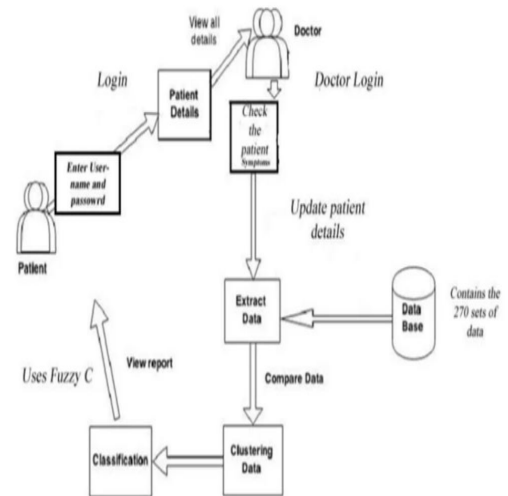 View all
details
Doctor
Login
Doctor Login
Patient
Details
Check
the
patient
Symptoms
Enter User-
name and
passowrd
Patient
Update patient
details
Extract
Data
Data
Base
Contains the
270 sets of
data
View report
Uses Fuzzy C
Compare Data
Classification
Clustering
Data